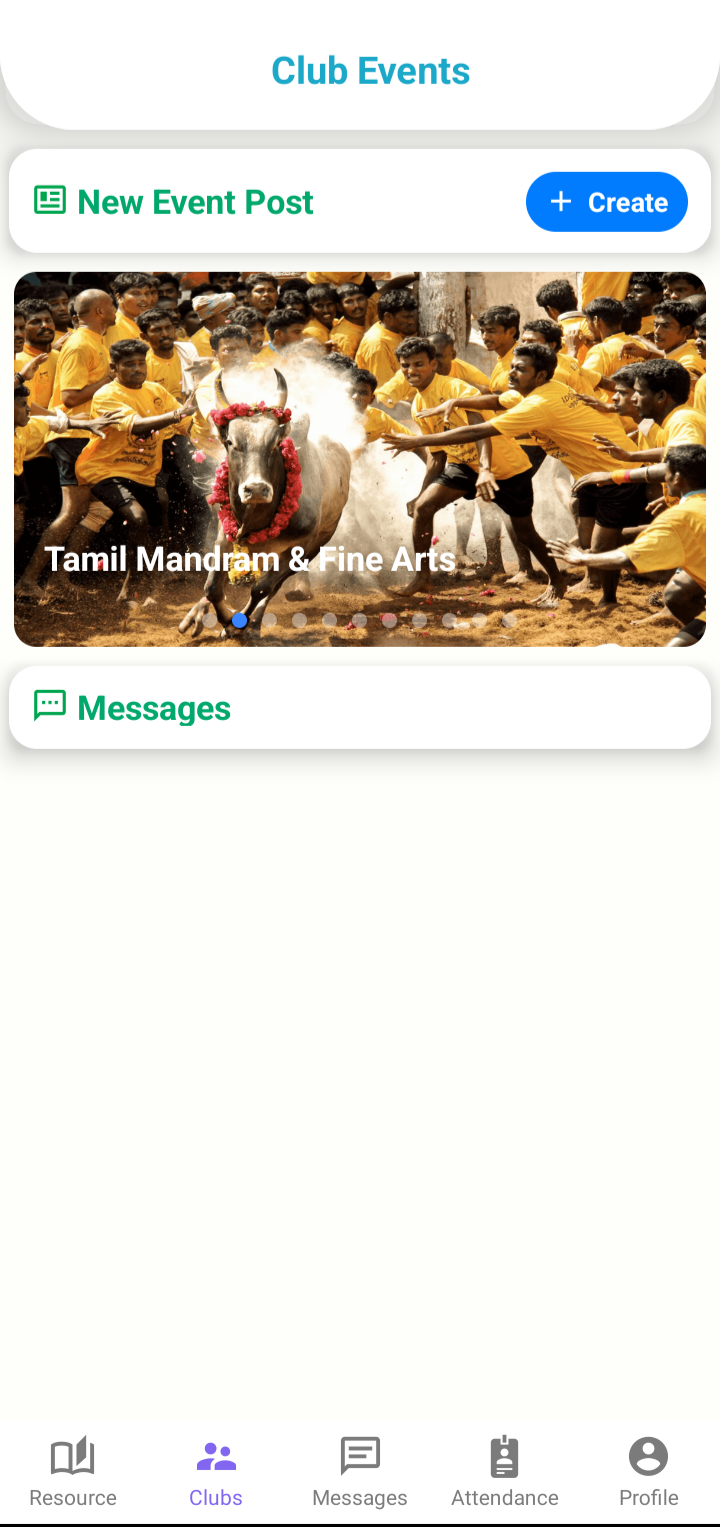 Club Events
New Event Post
Create
Tamil Mandram & Fine Arts
Messages
Resource
Clubs
Messages
Attendance
Profile